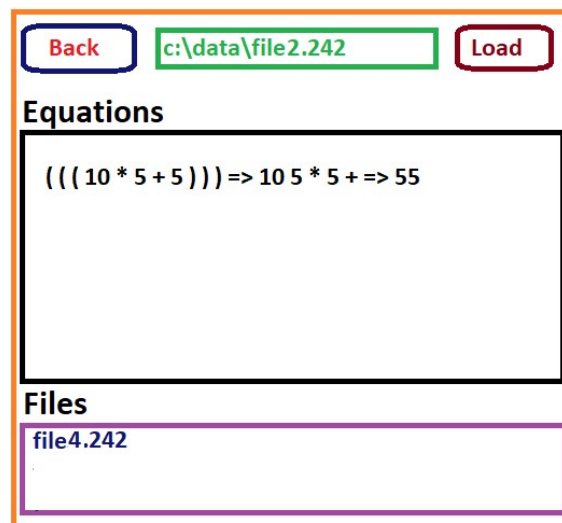 Back c:\data\file2.242 Load
Equations
( ( ( 10 * 5 + 5 ) ) ) => 10 5 * 5 + => 55
Files
file4.242